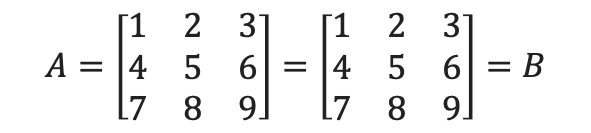 A = [1 2 3 = [1 2 3
4 5 6 4 5 6
7 8 9] 7 8 9] = B